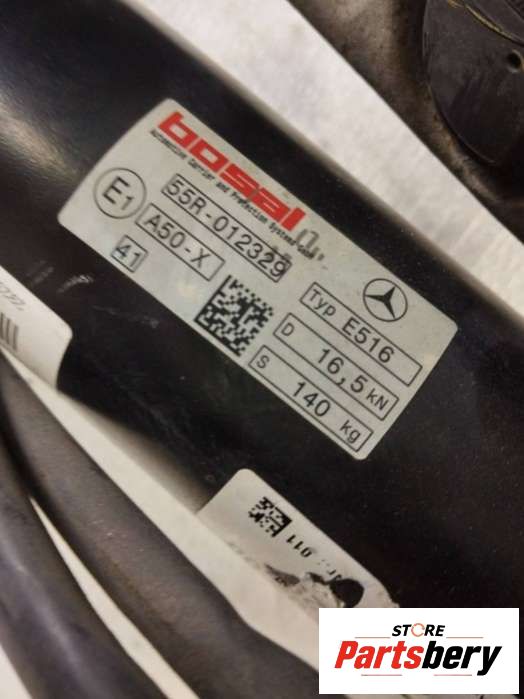 bosal
Automotive Carrier and Protection Systems
E1
55R-012329
A50-X
41
Typ E516
D 16,5 kN
S 140 kg
011
STORE
Partsbery